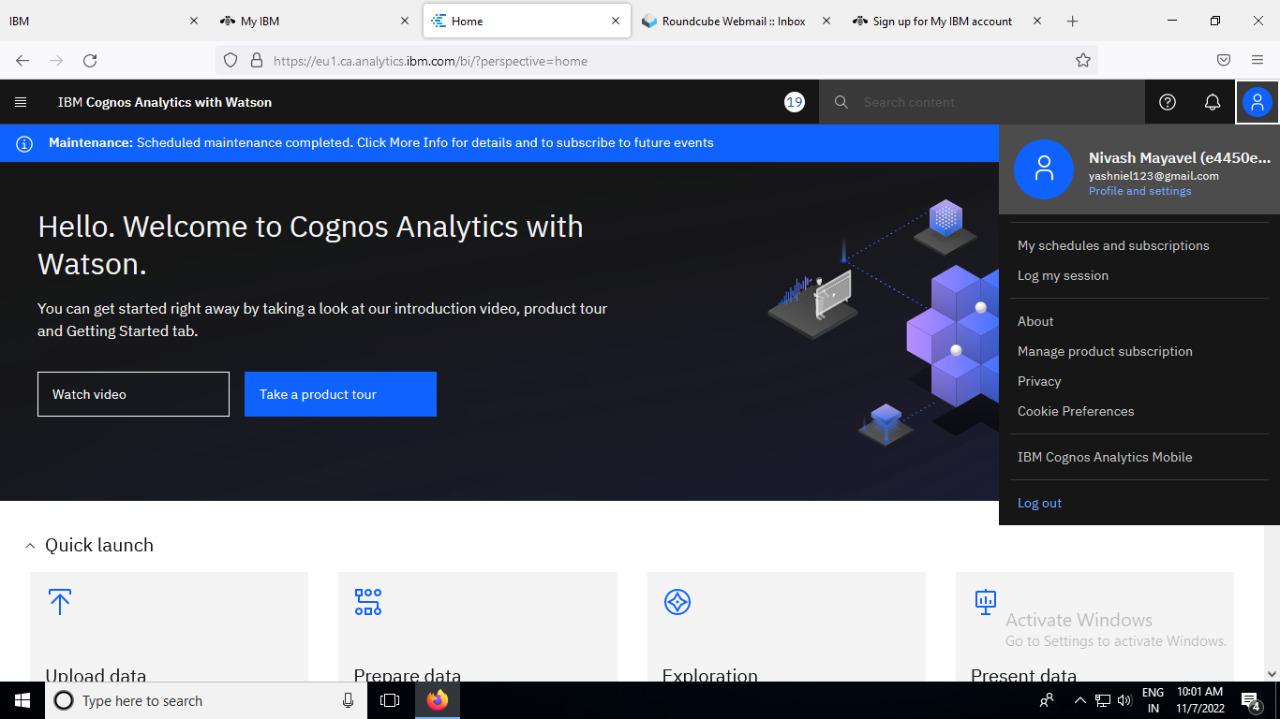 IBM
My IBM
Home
Roundcube Webmail :: Inbox
Sign up for My IBM account
https://eu1.ca.analytics.ibm.com/bi/?perspective=home
IBM Cognos Analytics with Watson
19
Search content
Maintenance: Scheduled maintenance completed. Click More Info for details and to subscribe to future events
Nivash Mayavel (e4450e...
yashniel123@gmail.com
Profile and settings
My schedules and subscriptions
Log my session
About
Manage product subscription
Privacy
Cookie Preferences
IBM Cognos Analytics Mobile
Log out
Hello. Welcome to Cognos Analytics with
Watson.
You can get started right away by taking a look at our introduction video, product tour
and Getting Started tab.
Watch video
Take a product tour
Quick launch
Upload data
Prepare data
Exploration
Present data
Activate Windows
Go to Settings to activate Windows.
Type here to search
ENG
IN
10:01 AM
11/7/2022
4